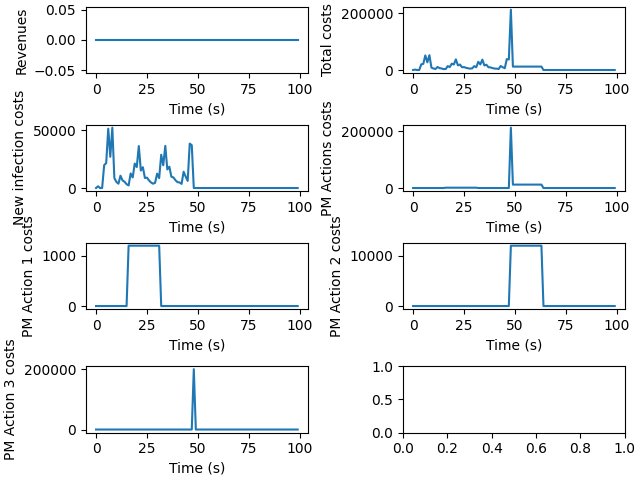 Revenues
0.05
0.00
−0.05
0 25 50 75 100
Time (s)
Total costs
200000
0
0 25 50 75 100
Time (s)
New infection costs
50000
0
0 25 50 75 100
Time (s)
PM Actions costs
200000
0
0 25 50 75 100
Time (s)
PM Action 1 costs
1000
0
0 25 50 75 100
Time (s)
PM Action 2 costs
10000
0
0 25 50 75 100
Time (s)
PM Action 3 costs
200000
0
0 25 50 75 100
Time (s)
1.0
0.5
0.0
0.0 0.2 0.4 0.6 0.8 1.0